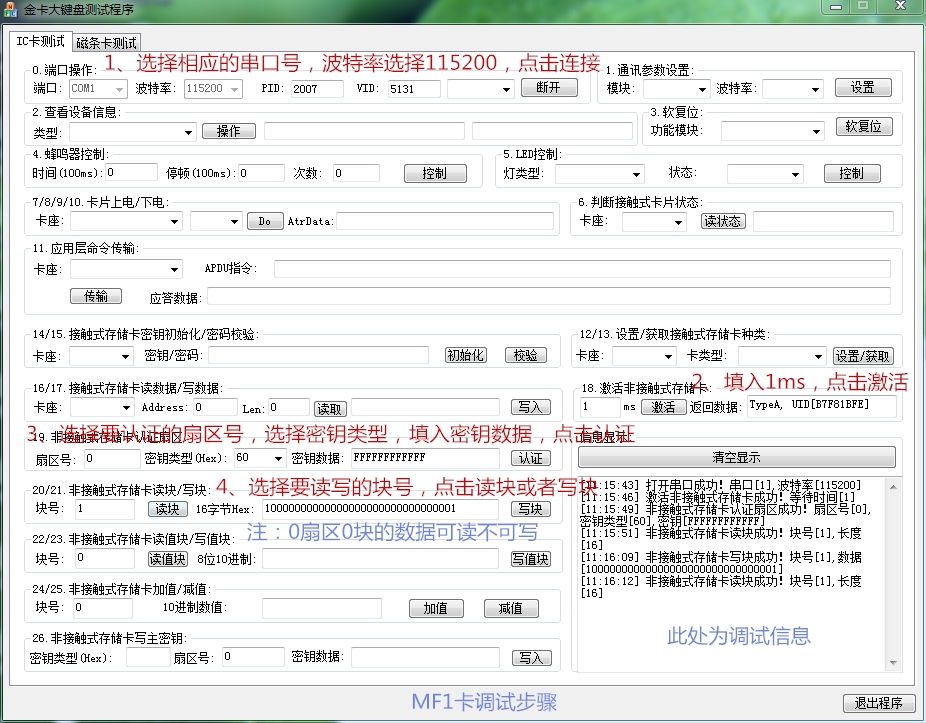 金卡大键盘测试程序
IC卡测试 磁条卡测试
1、选择相应的串口号，波特率选择115200，点击连接
0.端口操作:
端口: COM1 波特率: 115200 PID: 2007 VID: 5131 断开
1.通讯参数设置:
模块: 波特率: 设置
2.查看设备信息:
类型: 操作
3.软复位:
功能模块: 软复位
4.蜂鸣器控制:
时间(100ms): 0 停顿(100ms): 0 次数: 0 控制
5.LED控制:
灯类型: 状态: 控制
7/8/9/10.卡片上电/下电:
卡座: Do AtrData:
6.判断接触式卡片状态:
卡座: 读状态
11.应用层命令传输:
卡座: APDU指令:
传输 应答数据:
14/15.接触式存储卡密钥初始化/密码校验:
卡座: 密钥/密码: 初始化 校验
12/13.设置/获取接触式存储卡种类:
卡座: 卡类型: 设置/获取
16/17.接触式存储卡读数据/写数据:
卡座: Address: 0 Len: 0 读取 写入
2、填入1ms，点击激活
18.激活非接触式存储卡:
1 ms 激活 返回数据: TypeA, UID[B7F81BFE]
3、选择要认证的扇区号，选择密钥类型，填入密钥数据，点击认证
19.非接触式存储卡认证扇区
扇区号: 0 密钥类型(Hex): 60 密钥数据: FFFFFFFFFFFF 认证
4、选择要读写的块号，点击读块或者写块
20/21.非接触式存储卡读块/写块:
块号: 1 读块 16字节Hex: 10000000000000000000000000000001 写块
注：0扇区0块的数据可读不可写
22/23.非接触式存储卡读值块/写值块:
块号: 0 读值块 8位10进制: 写值块
24/25.非接触式存储卡加值/减值:
块号: 0 10进制数值: 加值 减值
26.非接触式存储卡写主密钥:
密钥类型(Hex): 扇区号: 0 密钥数据: 写入
信息显示
清空显示
[11:15:43] 打开串口成功! 串口[1],波特率[115200]
[11:15:46] 激活非接触式存储卡成功! 等待时间[1]
[11:15:49] 非接触式存储卡认证扇区成功! 扇区号[0],
密钥类型[60],密钥[FFFFFFFFFFFF]
[11:15:51] 非接触式存储卡读块成功! 块号[1],长度
[16]
[11:16:09] 非接触式存储卡写块成功! 块号[1],数据
[10000000000000000000000000000001]
[11:16:12] 非接触式存储卡读块成功! 块号[1],长度
[16]
此处为调试信息
MF1卡调试步骤
退出程序